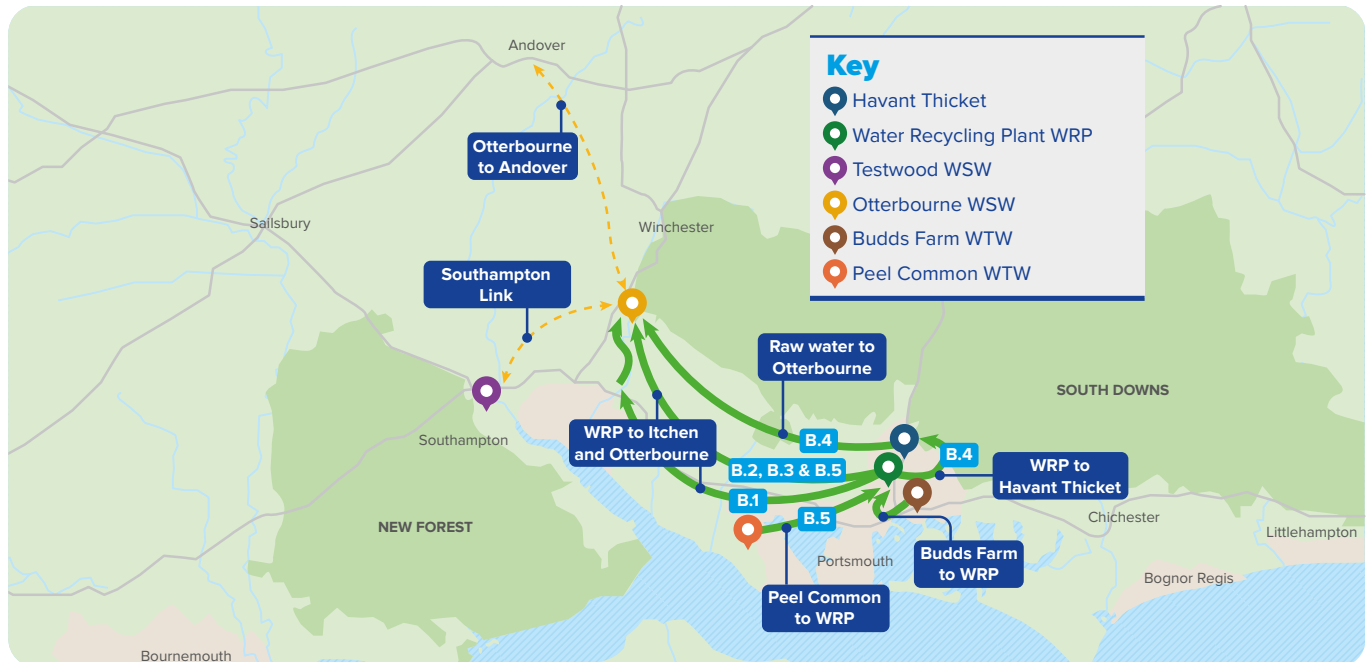 Andover
Key
Havant Thicket
Water Recycling Plant WRP
Testwood WSW
Otterbourne WSW
Budds Farm WTW
Peel Common WTW
Otterbourne
to Andover
Sailsbury
Winchester
Southampton
Link
Raw water to
Otterbourne
SOUTH DOWNS
Southampton
WRP to Itchen
and Otterbourne
B.4
B.4
B.2, B.3 & B.5
WRP to
Havant Thicket
B.1
B.5
NEW FOREST
Chichester
Littlehampton
Portsmouth
Budds Farm
to WRP
Bognor Regis
Peel Common
to WRP
Bournemouth